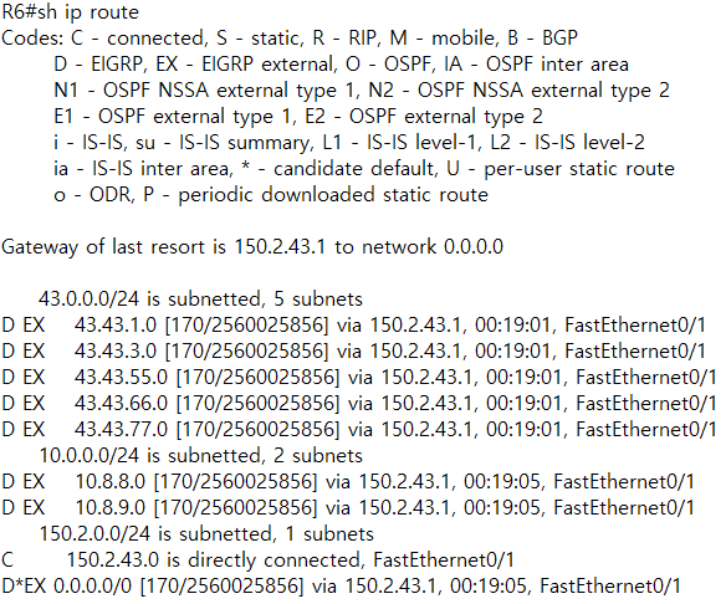 R6#sh ip route
Codes: C - connected, S - static, R - RIP, M - mobile, B - BGP
D - EIGRP, EX - EIGRP external, O - OSPF, IA - OSPF inter area
N1 - OSPF NSSA external type 1, N2 - OSPF NSSA external type 2
E1 - OSPF external type 1, E2 - OSPF external type 2
i - IS-IS, su - IS-IS summary, L1 - IS-IS level-1, L2 - IS-IS level-2
ia - IS-IS inter area, * - candidate default, U - per-user static route
o - ODR, P - periodic downloaded static route
Gateway of last resort is 150.2.43.1 to network 0.0.0.0
43.0.0.0/24 is subnetted, 5 subnets
D EX 43.43.1.0 [170/2560025856] via 150.2.43.1, 00:19:01, FastEthernet0/1
D EX 43.43.3.0 [170/2560025856] via 150.2.43.1, 00:19:01, FastEthernet0/1
D EX 43.43.55.0 [170/2560025856] via 150.2.43.1, 00:19:01, FastEthernet0/1
D EX 43.43.66.0 [170/2560025856] via 150.2.43.1, 00:19:01, FastEthernet0/1
D EX 43.43.77.0 [170/2560025856] via 150.2.43.1, 00:19:01, FastEthernet0/1
10.0.0.0/24 is subnetted, 2 subnets
D EX 10.8.8.0 [170/2560025856] via 150.2.43.1, 00:19:05, FastEthernet0/1
D EX 10.8.9.0 [170/2560025856] via 150.2.43.1, 00:19:05, FastEthernet0/1
150.2.0.0/24 is subnetted, 1 subnets
C 150.2.43.0 is directly connected, FastEthernet0/1
D*EX 0.0.0.0/0 [170/2560025856] via 150.2.43.1, 00:19:05, FastEthernet0/1